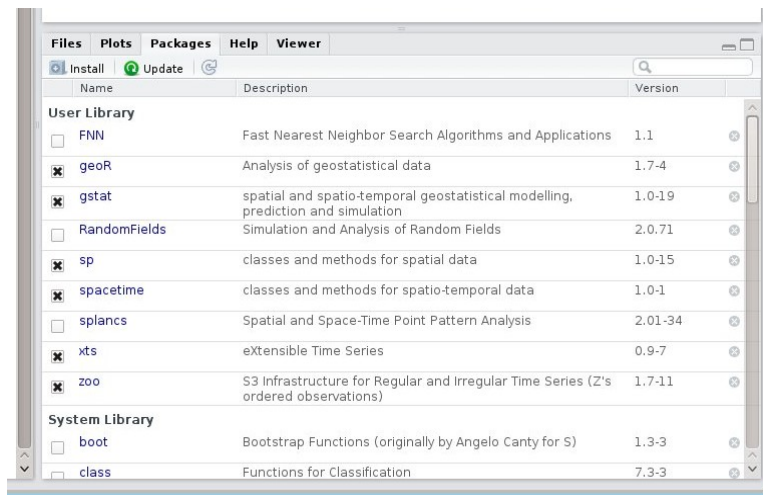 Files Plots Packages Help Viewer
Install Update
Name Description Version
User Library
FNN Fast Nearest Neighbor Search Algorithms and Applications 1.1
geoR Analysis of geostatistical data 1.7-4
gstat spatial and spatio-temporal geostatistical modelling, 1.0-19
prediction and simulation
RandomFields Simulation and Analysis of Random Fields 2.0.71
sp classes and methods for spatial data 1.0-15
spacetime classes and methods for spatio-temporal data 1.0-1
splancs Spatial and Space-Time Point Pattern Analysis 2.01-34
xts eXtensible Time Series 0.9-7
zoo S3 Infrastructure for Regular and Irregular Time Series (Z's 1.7-11
ordered observations)
System Library
boot Bootstrap Functions (originally by Angelo Canty for S) 1.3-3
class Functions for Classification 7.3-3